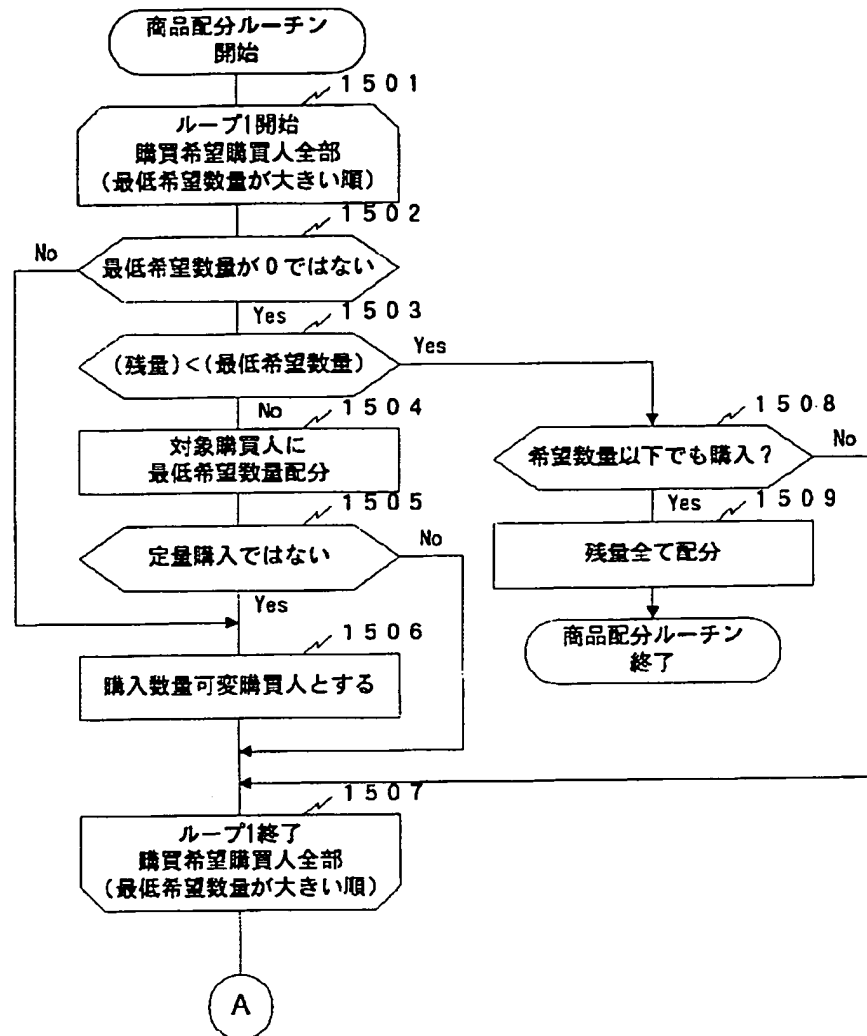 商品配分ルーチン
開始
1501
ループ1開始
購買希望購買人全部
(最低希望数量が大きい順)
1502
No
最低希望数量が0ではない
Yes
1503
(残量)<(最低希望数量)
Yes
No
1504
対象購買人に
最低希望数量配分
1505
定量購入ではない
No
Yes
1506
購入数量可変購買人とする
1508
希望数量以下でも購入?
No
Yes
1509
残量全て配分
商品配分ルーチン
終了
1507
ループ1終了
購買希望購買人全部
(最低希望数量が大きい順)
A